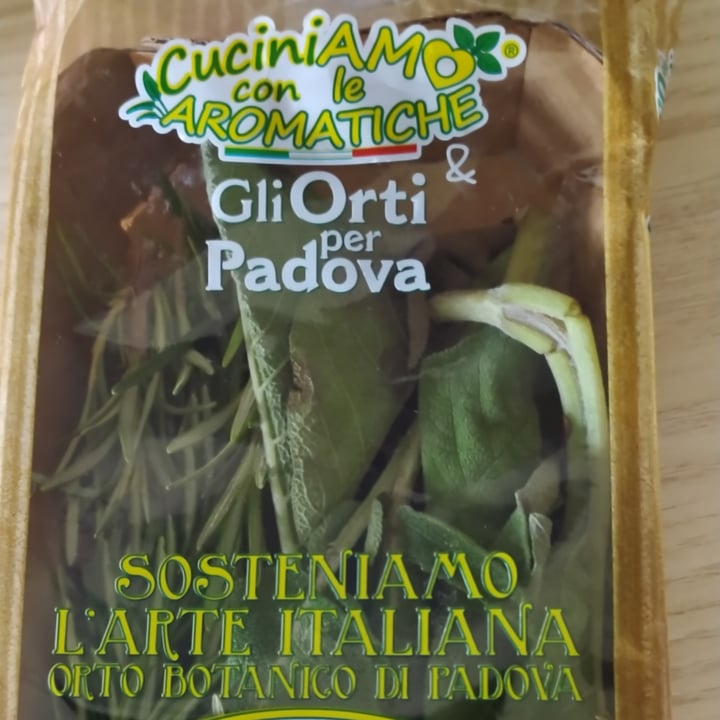 CuciniAMO ®
con le
AROMATICHE
&
Gli Orti
per
Padova
SOSTENIAMO
L'ARTE ITALIANA
ORTO BOTANICO DI PADOVA